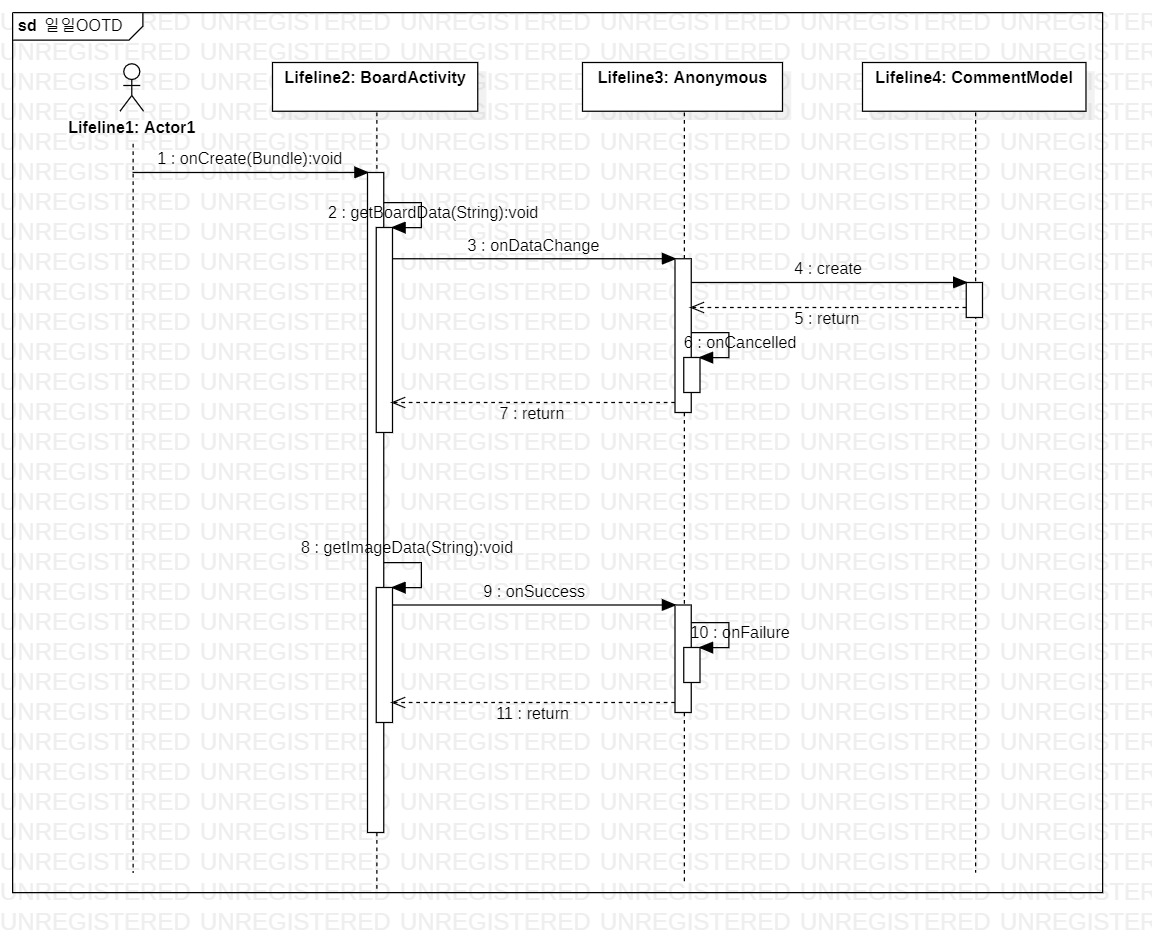 sd 일일OOTD
Lifeline1: Actor1
Lifeline2: BoardActivity
Lifeline3: Anonymous
Lifeline4: CommentModel
1 : onCreate(Bundle):void
2 : getBoardData(String):void
3 : onDataChange
4 : create
5 : return
6 : onCancelled
7 : return
8 : getImageData(String):void
9 : onSuccess
10 : onFailure
11 : return
UNREGISTERED